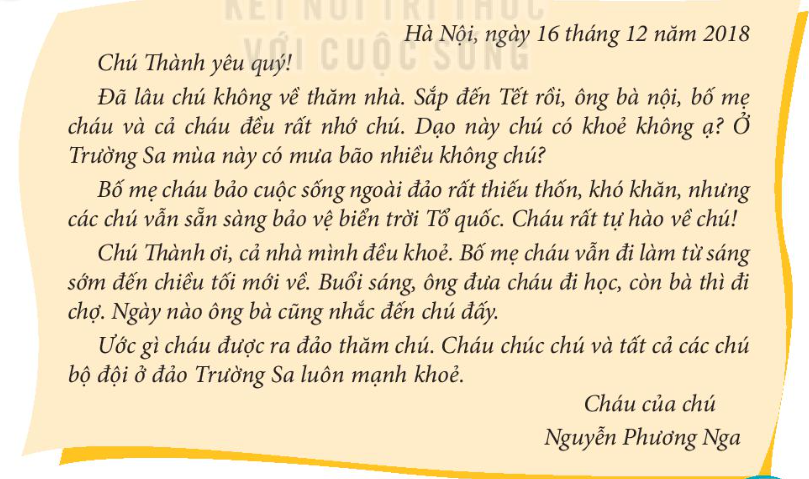 KẾT NỐI TRI THỨC
VỚI CUỘC SỐNG
Hà Nội, ngày 16 tháng 12 năm 2018
Chú Thành yêu quý!
Đã lâu chú không về thăm nhà. Sắp đến Tết rồi, ông bà nội, bố mẹ
cháu và cả cháu đều rất nhớ chú. Dạo này chú có khoẻ không ạ? Ở
Trường Sa mùa này có mưa bão nhiều không chú?
Bố mẹ cháu bảo cuộc sống ngoài đảo rất thiếu thốn, khó khăn, nhưng
các chú vẫn sẵn sàng bảo vệ biển trời Tổ quốc. Cháu rất tự hào về chú!
Chú Thành ơi, cả nhà mình đều khoẻ. Bố mẹ cháu vẫn đi làm từ sáng
sớm đến chiều tối mới về. Buổi sáng, ông đưa cháu đi học, còn bà thì đi
chợ. Ngày nào ông bà cũng nhắc đến chú đấy.
Ước gì cháu được ra đảo thăm chú. Cháu chúc chú và tất cả các chú
bộ đội ở đảo Trường Sa luôn mạnh khoẻ.
Cháu của chú
Nguyễn Phương Nga